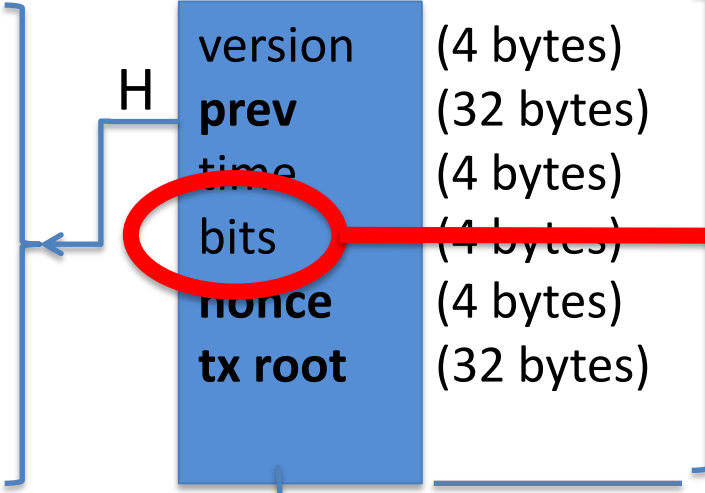 version (4 bytes)
H
prev (32 bytes)
time (4 bytes)
bits (4 bytes)
nonce (4 bytes)
tx root (32 bytes)